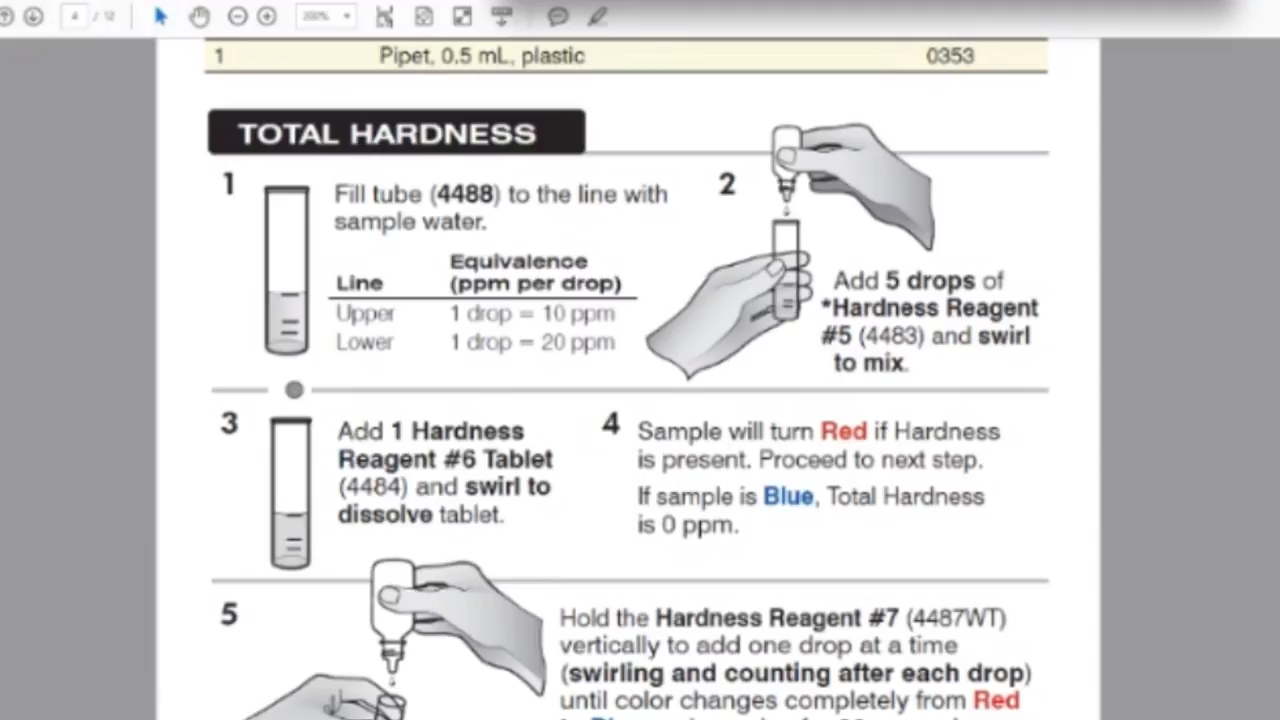 4 / 12
200%
1 Pipet, 0.5 mL, plastic 0353
TOTAL HARDNESS
1
Fill tube (4488) to the line with
sample water.
Line Equivalence (ppm per drop)
Upper 1 drop = 10 ppm
Lower 1 drop = 20 ppm
2
Add 5 drops of
*Hardness Reagent
#5 (4483) and swirl
to mix.
3
Add 1 Hardness
Reagent #6 Tablet
(4484) and swirl to
dissolve tablet.
4
Sample will turn Red if Hardness
is present. Proceed to next step.
If sample is Blue, Total Hardness
is 0 ppm.
5
Hold the Hardness Reagent #7 (4487WT)
vertically to add one drop at a time
(swirling and counting after each drop)
until color changes completely from Red